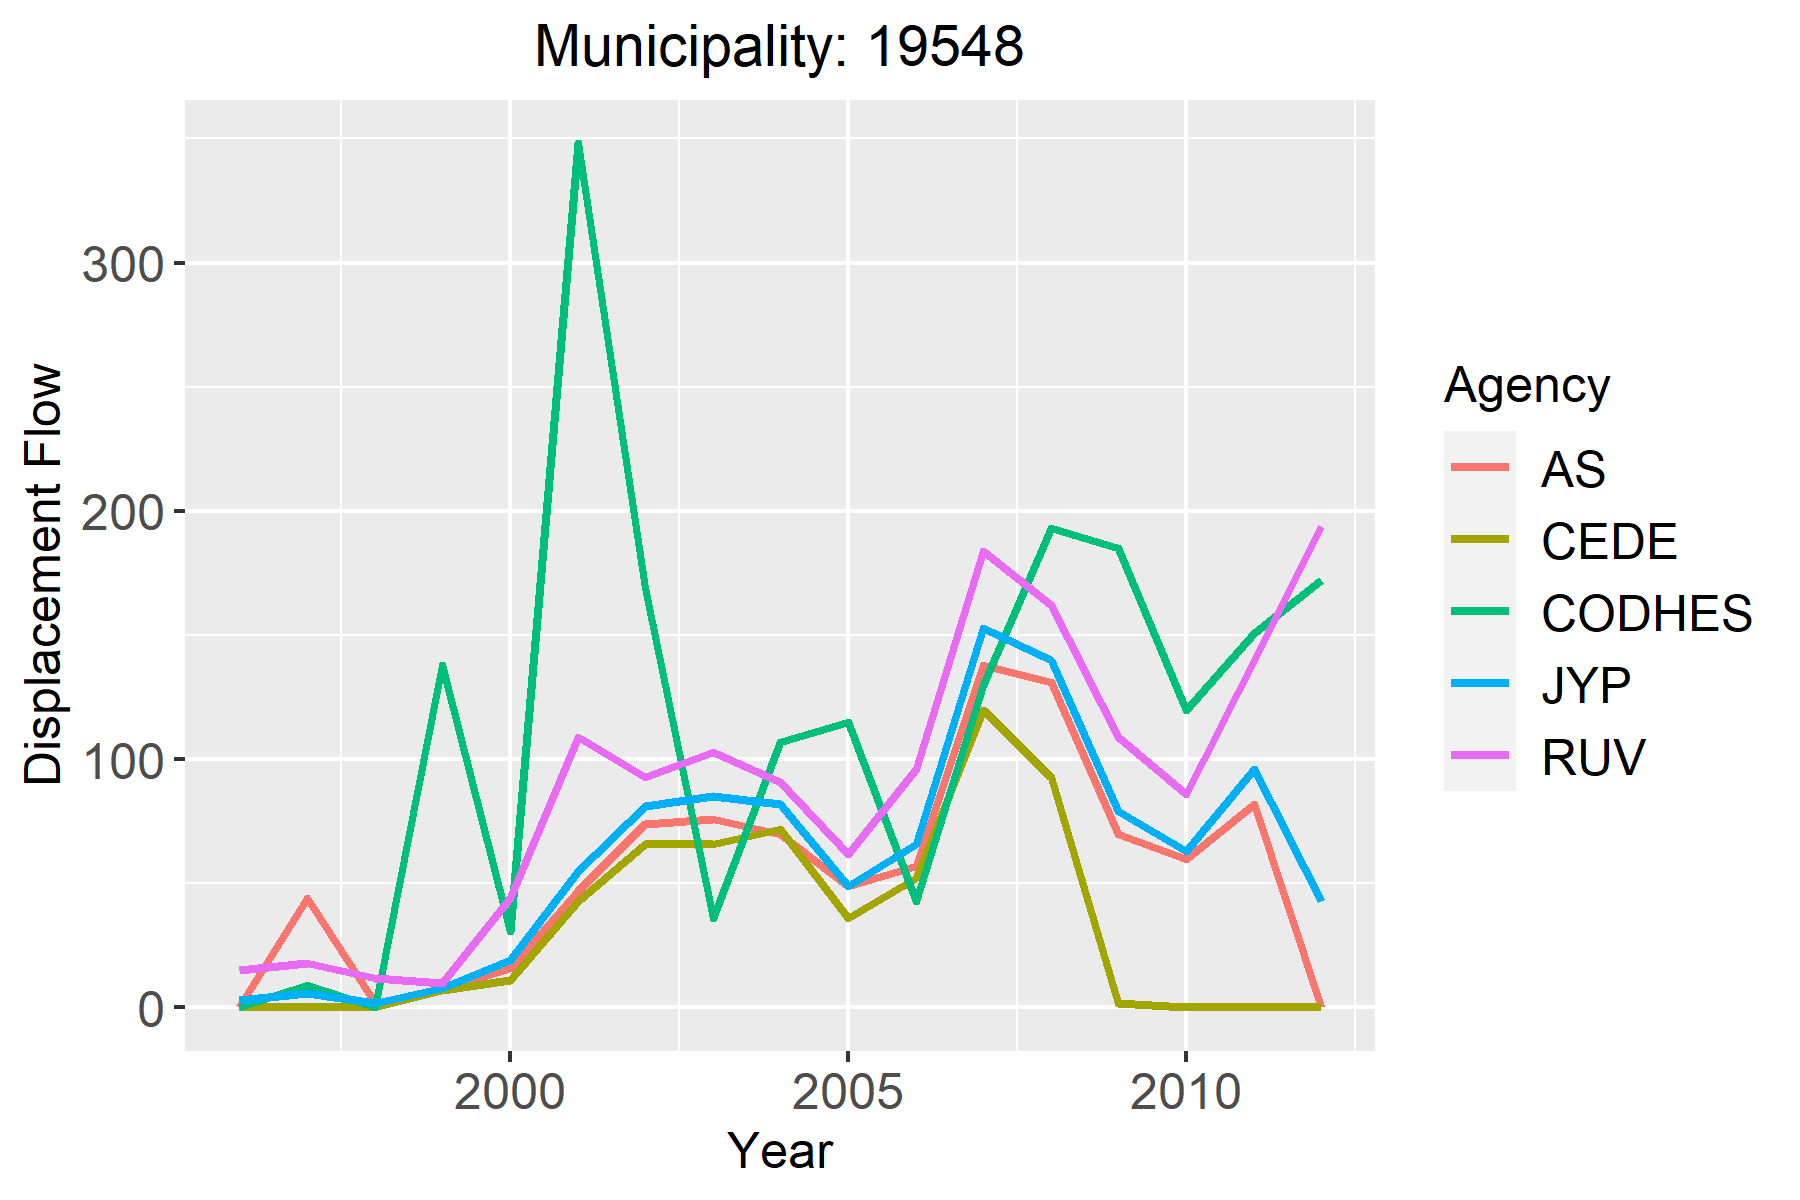 Municipality: 19548
Displacement Flow
300
200
100
0
2000 2005 2010
Year
Agency
AS
CEDE
CODHES
JYP
RUV